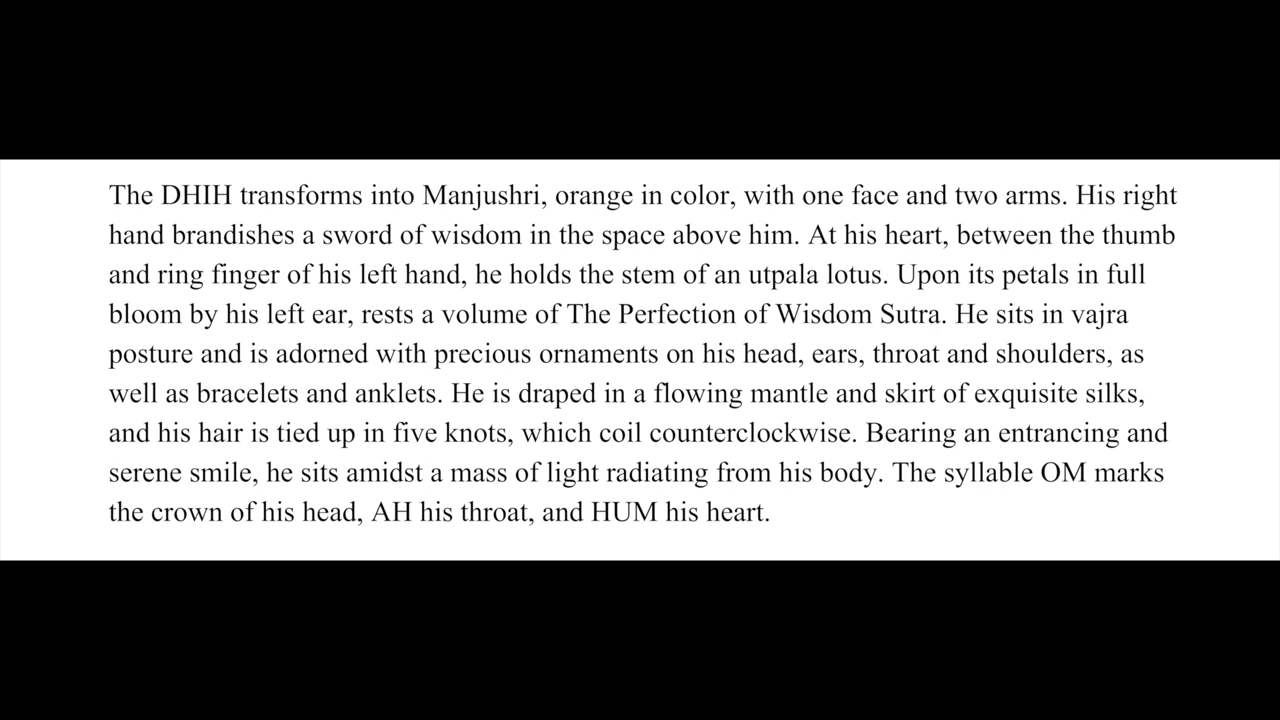 The DHIH transforms into Manjushri, orange in color, with one face and two arms. His right
hand brandishes a sword of wisdom in the space above him. At his heart, between the thumb
and ring finger of his left hand, he holds the stem of an utpala lotus. Upon its petals in full
bloom by his left ear, rests a volume of The Perfection of Wisdom Sutra. He sits in vajra
posture and is adorned with precious ornaments on his head, ears, throat and shoulders, as
well as bracelets and anklets. He is draped in a flowing mantle and skirt of exquisite silks,
and his hair is tied up in five knots, which coil counterclockwise. Bearing an entrancing and
serene smile, he sits amidst a mass of light radiating from his body. The syllable OM marks
the crown of his head, AH his throat, and HUM his heart.